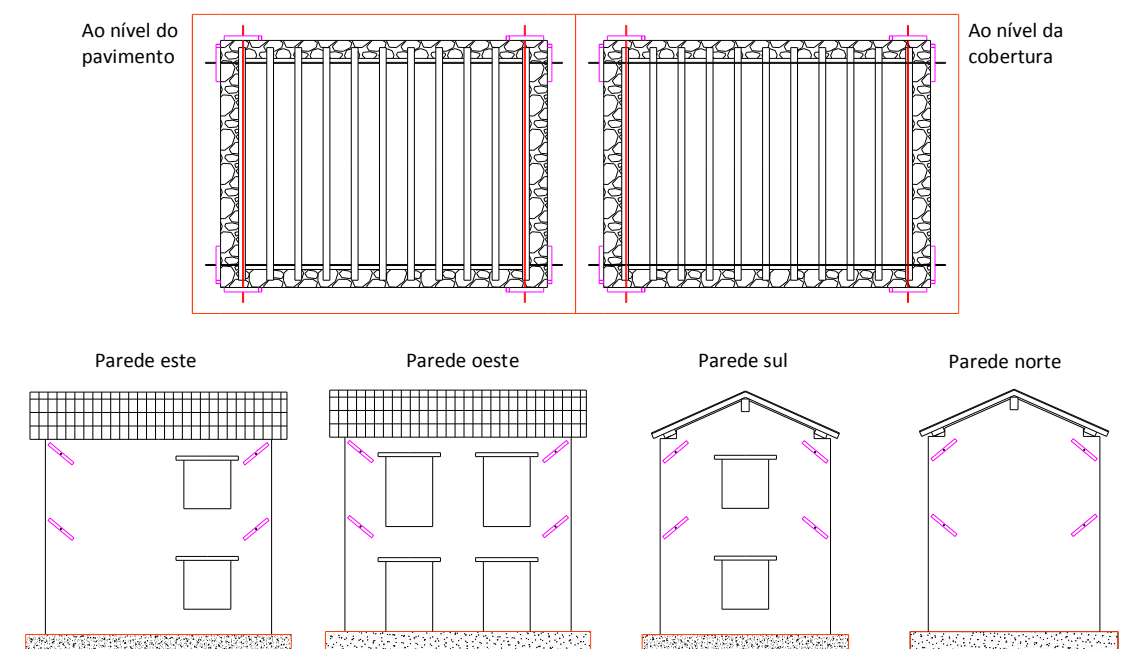 Ao nível do
pavimento
Ao nível da
cobertura
Parede este
Parede oeste
Parede sul
Parede norte